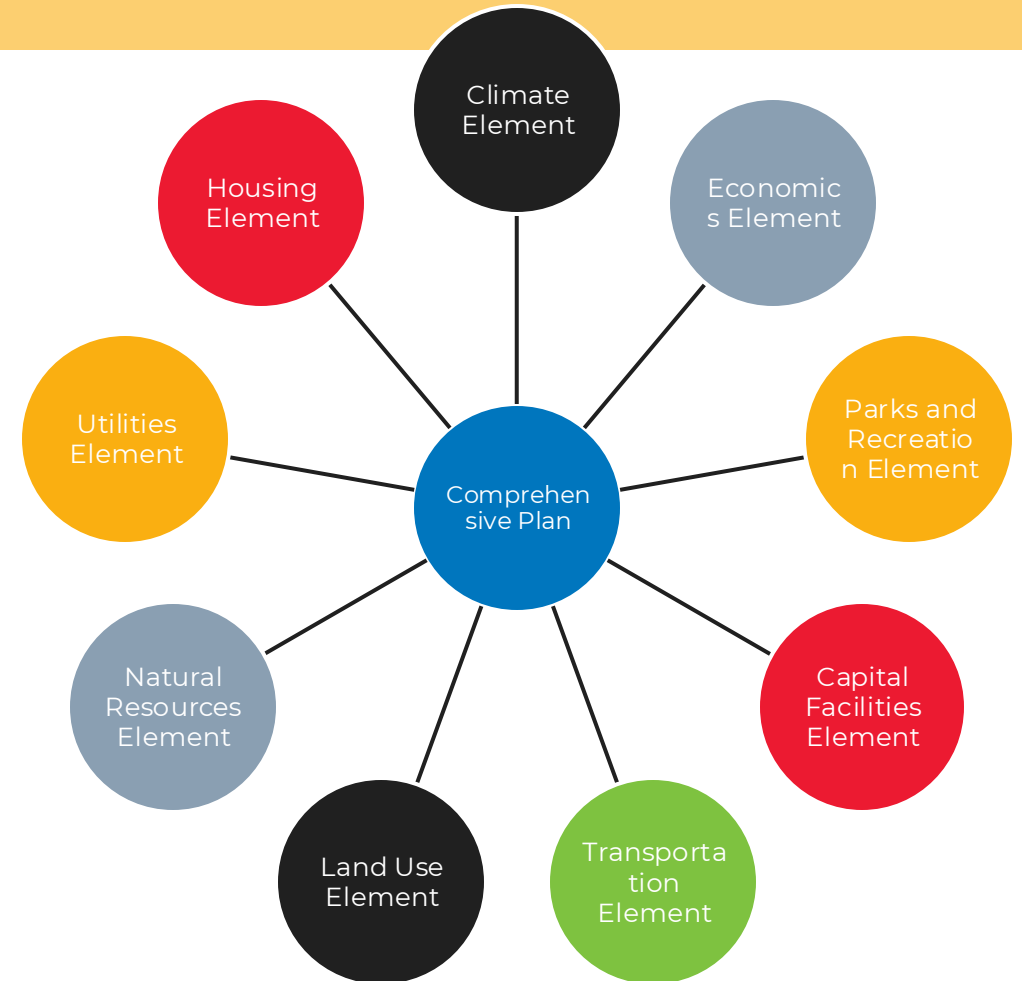 Climate
Element
Economic
s Element
Parks and
Recreatio
n Element
Capital
Facilities
Element
Transporta
tion
Element
Land Use
Element
Natural
Resources
Element
Utilities
Element
Housing
Element
Comprehen
sive Plan